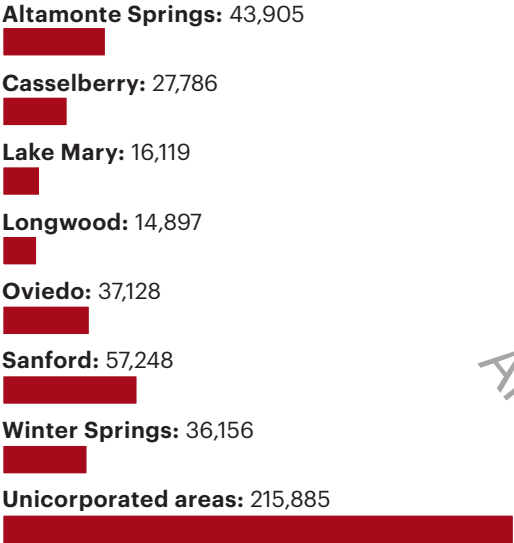 Altamonte Springs: 43,905
Casselberry: 27,786
Lake Mary: 16,119
Longwood: 14,897
Oviedo: 37,128
Sanford: 57,248
Winter Springs: 36,156
Unicorporated areas: 215,885